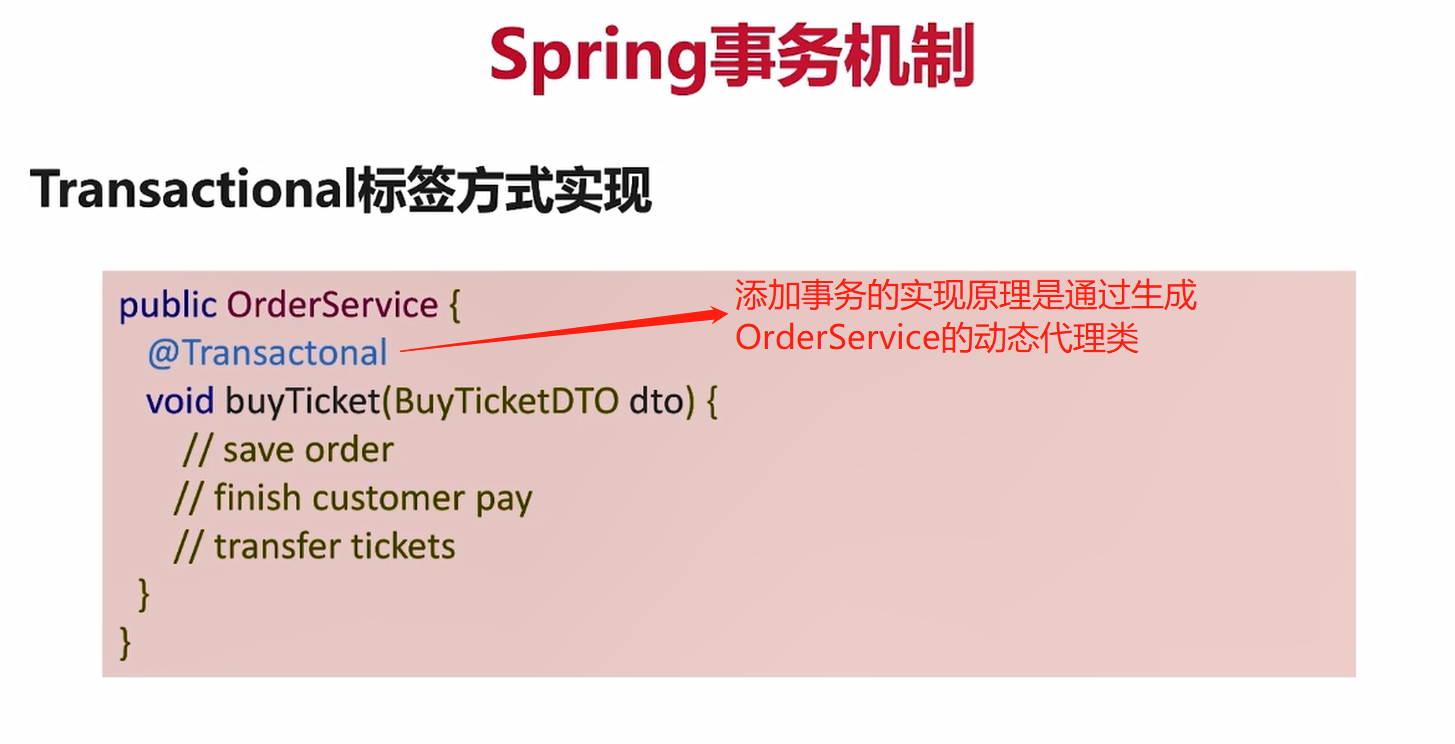 Spring事务机制
Transactional标签方式实现
public OrderService {
@Transactonal
添加事务的实现原理是通过生成
OrderService的动态代理类
void buyTicket(BuyTicketDTO dto) {
// save order
// finish customer pay
// transfer tickets
}
}